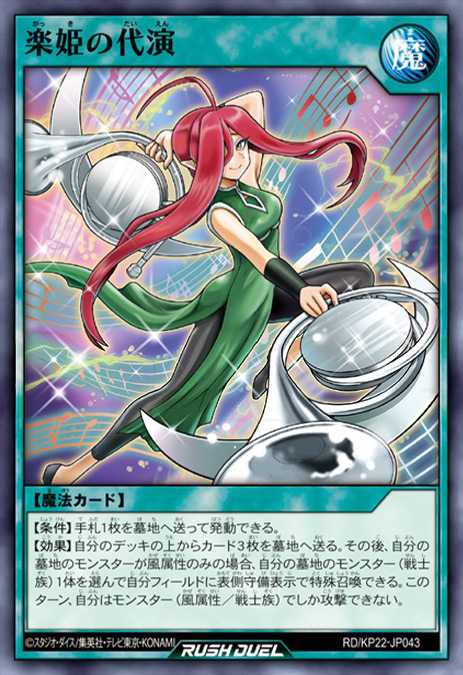 楽姫の代演
魔
【魔法カード】
【条件】手札1枚を墓地へ送って発動できる。
【効果】自分のデッキの上からカード3枚を墓地へ送る。その後、自分の
墓地のモンスターが風属性のみの場合、自分の墓地のモンスター（戦士
族）1体を選んで自分フィールドに表側守備表示で特殊召喚できる。この
ターン、自分はモンスター（風属性／戦士族）でしか攻撃できない。
©スタジオ・ダイス/集英社・テレビ東京・KONAMI
RUSH DUEL
RD/KP22-JP043